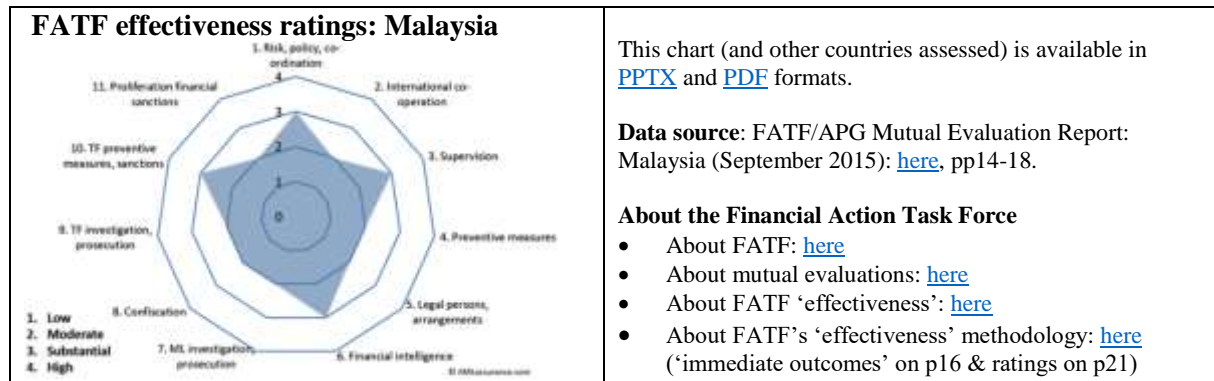 FATF effectiveness ratings: Malaysia
1. Risk, policy, co-
ordination
2. International co-
operation
3. Supervision
4. Preventive measures
5. Legal persons,
arrangements
6. Financial intelligence
7. ML investigation,
prosecution
8. Confiscation
9. TF investigation,
prosecution
10. TF preventive
measures, sanctions
11. Proliferation financial
sanctions
4
3
2
1
0
1. Low
2. Moderate
3. Substantial
4. High
This chart (and other countries assessed) is available in
PPTX and PDF formats.
Data source: FATF/APG Mutual Evaluation Report:
Malaysia (September 2015): here, pp14-18.
About the Financial Action Task Force
• About FATF: here
• About mutual evaluations: here
• About FATF ‘effectiveness’: here
• About FATF’s ‘effectiveness’ methodology: here
(‘immediate outcomes’ on p16 & ratings on p21)